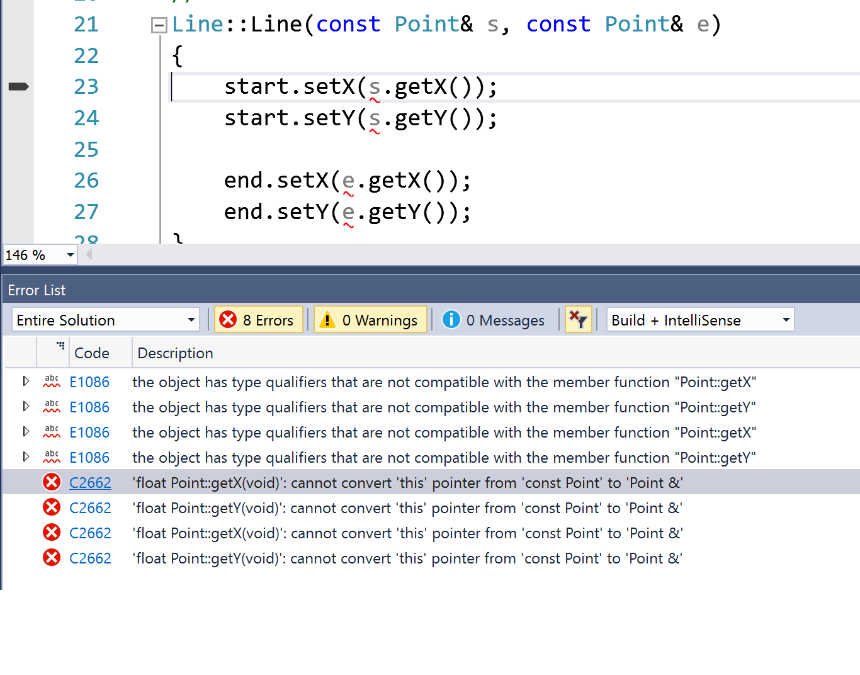 21 Line::Line(const Point& s, const Point& e)
22 {
23 start.setX(s.getX());
24 start.setY(s.getY());
25
26 end.setX(e.getX());
27 end.setY(e.getY());
28 }
146 %
Error List
Entire Solution 8 Errors 0 Warnings 0 Messages Build + IntelliSense
Code Description
abc E1086 the object has type qualifiers that are not compatible with the member function "Point::getX"
abc E1086 the object has type qualifiers that are not compatible with the member function "Point::getY"
abc E1086 the object has type qualifiers that are not compatible with the member function "Point::getX"
abc E1086 the object has type qualifiers that are not compatible with the member function "Point::getY"
C2662 'float Point::getX(void)': cannot convert 'this' pointer from 'const Point' to 'Point &'
C2662 'float Point::getY(void)': cannot convert 'this' pointer from 'const Point' to 'Point &'
C2662 'float Point::getX(void)': cannot convert 'this' pointer from 'const Point' to 'Point &'
C2662 'float Point::getY(void)': cannot convert 'this' pointer from 'const Point' to 'Point &'